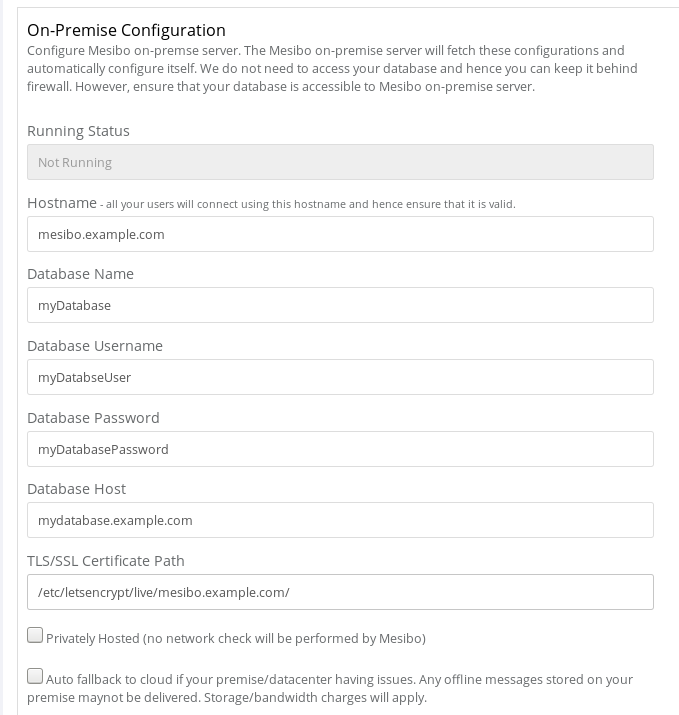 On-Premise Configuration
Configure Mesibo on-premse server. The Mesibo on-premise server will fetch these configurations and
automatically configure itself. We do not need to access your database and hence you can keep it behind
firewall. However, ensure that your database is accessible to Mesibo on-premise server.
Running Status
Not Running
Hostname - all your users will connect using this hostname and hence ensure that it is valid.
mesibo.example.com
Database Name
myDatabase
Database Username
myDatabseUser
Database Password
myDatabasePassword
Database Host
mydatabase.example.com
TLS/SSL Certificate Path
/etc/letsencrypt/live/mesibo.example.com/
Privately Hosted (no network check will be performed by Mesibo)
Auto fallback to cloud if your premise/datacenter having issues. Any offline messages stored on your
premise maynot be delivered. Storage/bandwidth charges will apply.